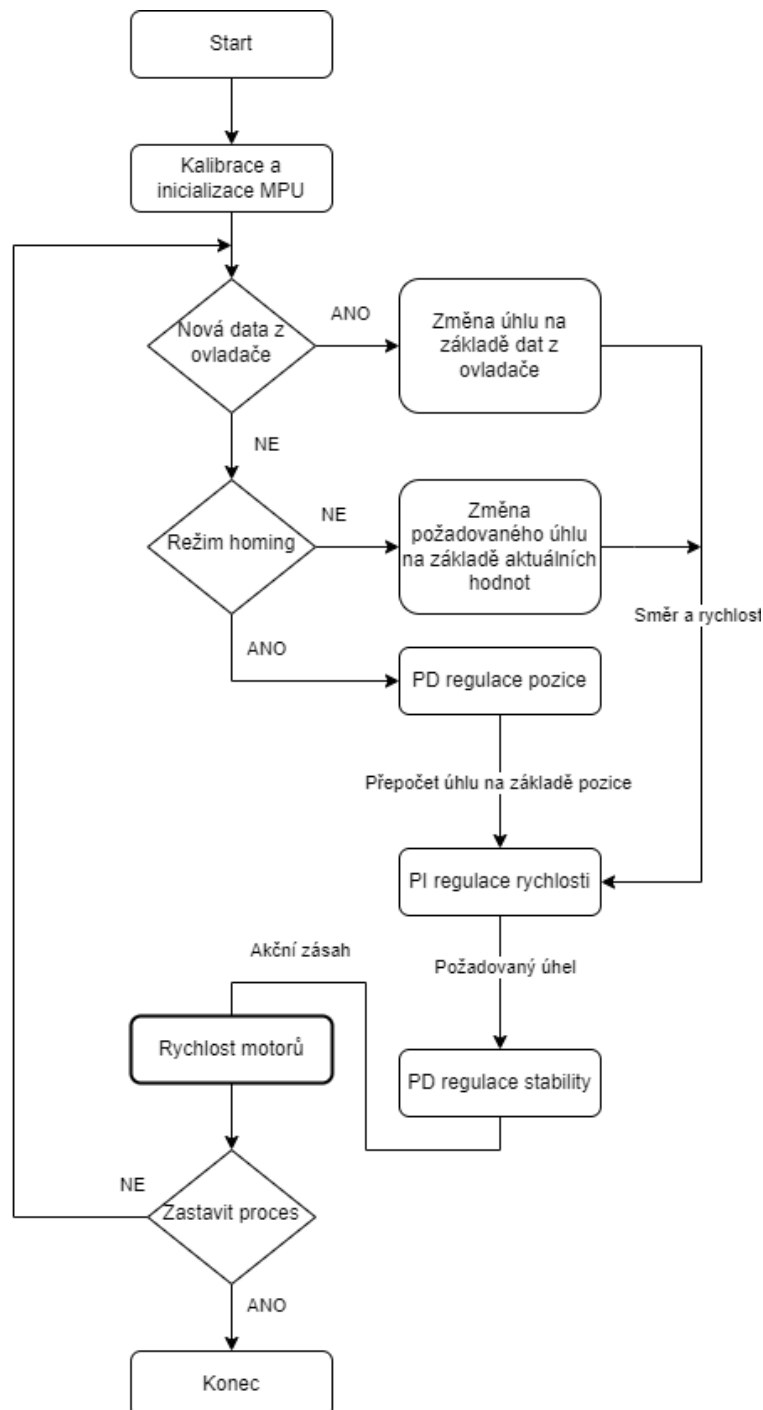 Start
Kalibrace a
inicializace MPU
Nová data z
ovladače
ANO
Změna úhlu na
základě dat z
ovladače
NE
Režim homing
NE
Změna
požadovaného úhlu
na základě aktuálních
hodnot
Směr a rychlost
ANO
PD regulace pozice
Přepočet úhlu na základě pozice
PI regulace rychlosti
Akční zásah
Požadovaný úhel
Rychlost motorů
PD regulace stability
NE
Zastavit proces
ANO
Konec